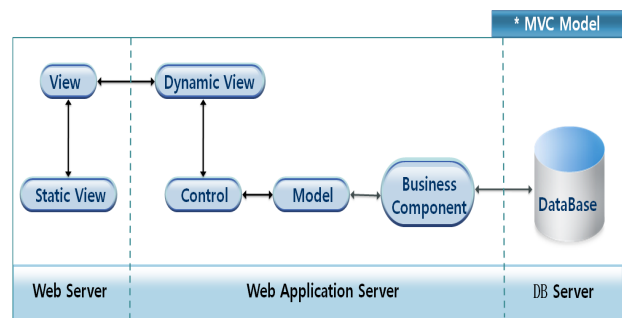 * MVC Model
View
Dynamic View
Static View
Control
Model
Business
Component
DataBase
Web Server
Web Application Server
DB Server